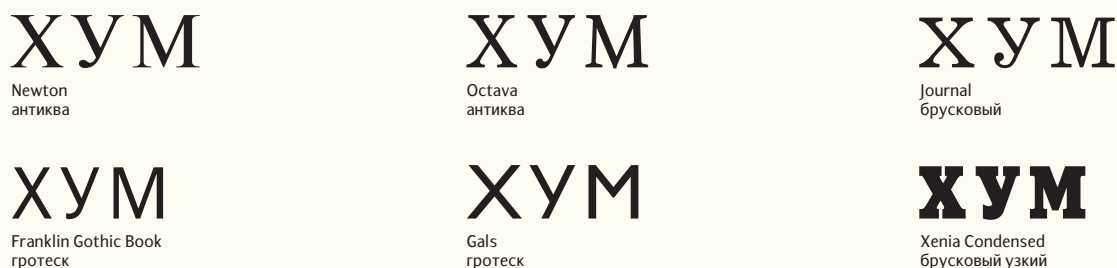 ХУМ ХУМ ХУМ
Newton Octava Journal
антиква антиква брусковый
ХУМ ХУМ ХУМ
Franklin Gothic Book Gals Xenia Condensed
гротеск гротеск брусковый узкий